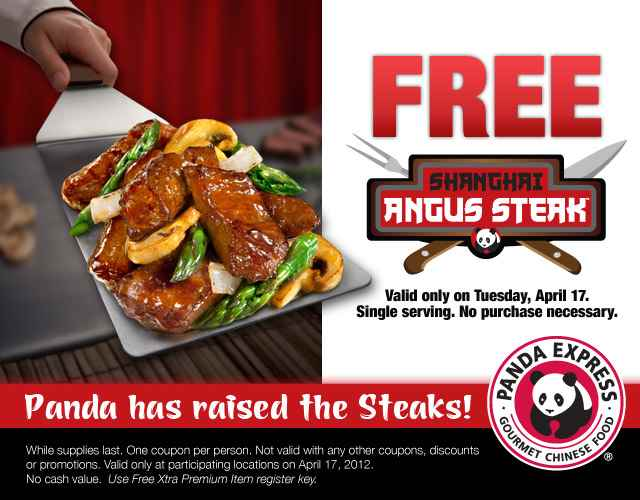 FREE
SHANGHAI
ANGUS STEAK
Valid only on Tuesday, April 17.
Single serving. No purchase necessary.
PANDA EXPRESS
GOURMET CHINESE FOOD
®
Panda has raised the Steaks!
While supplies last. One coupon per person. Not valid with any other coupons, discounts
or promotions. Valid only at participating locations on April 17, 2012.
No cash value. Use Free Xtra Premium Item register key.